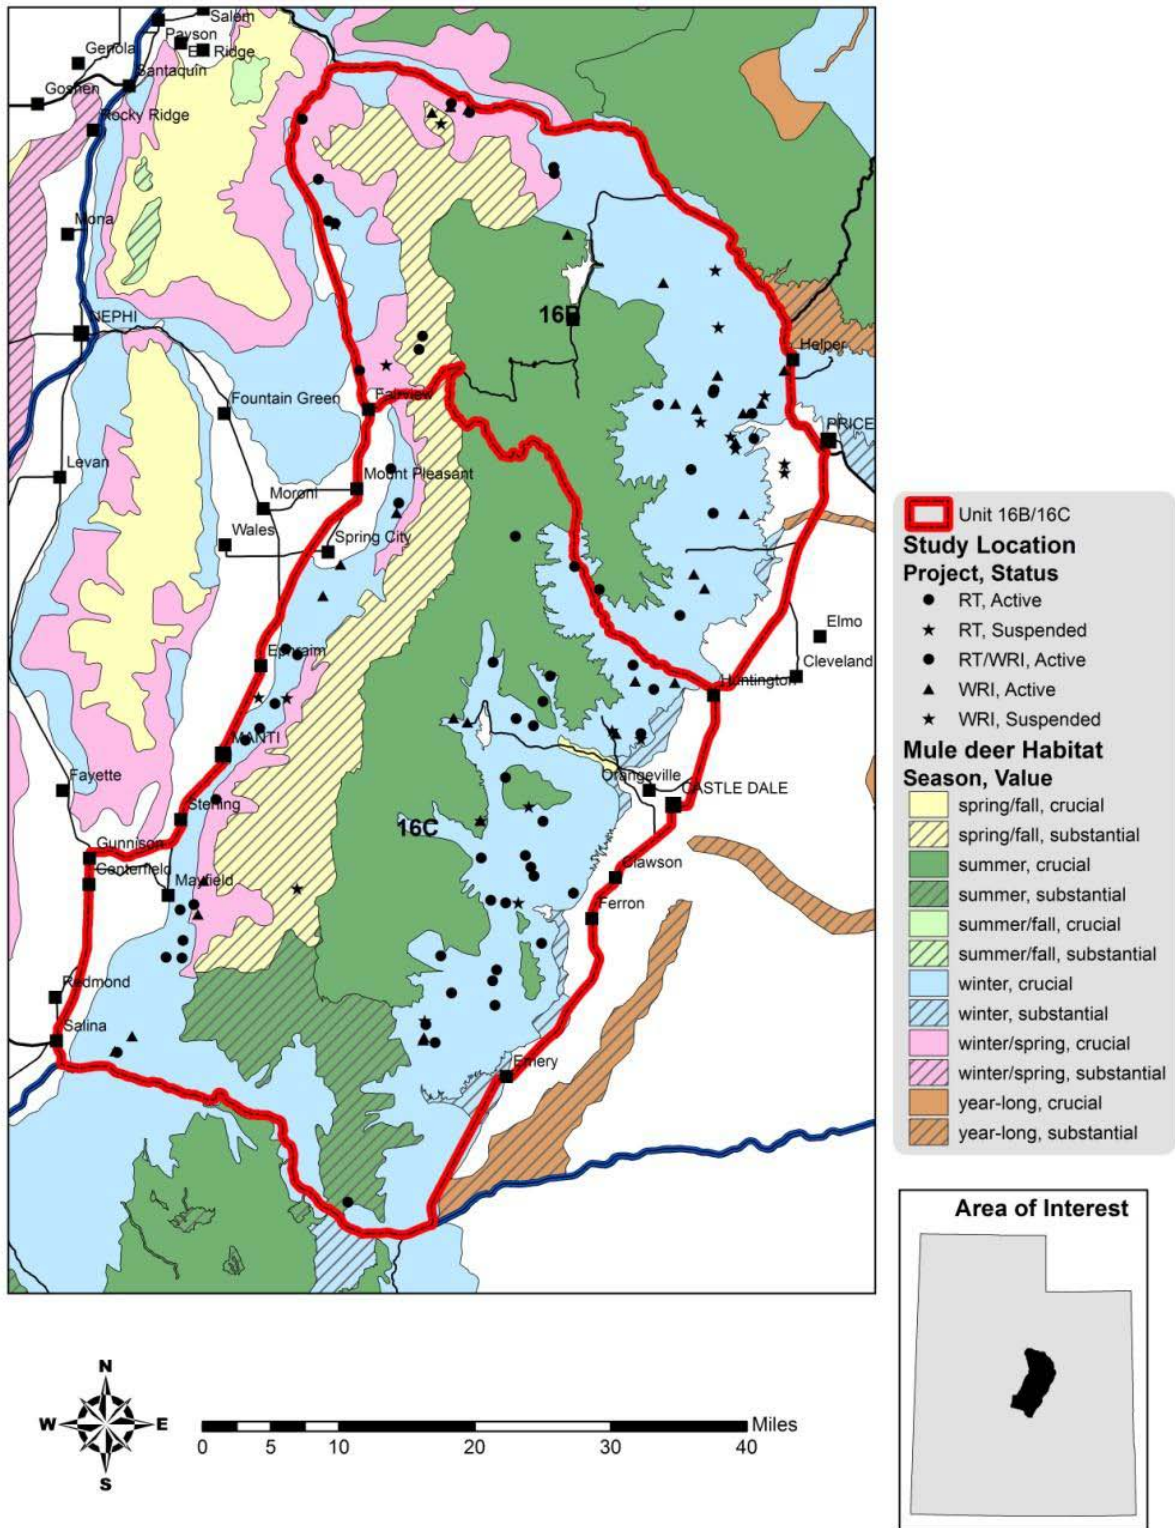 Salem
Payson
Elk Ridge
Genola
Santaquin
Goshen
Rocky Ridge
Mona
NEPHI
16B
Helper
Fountain Green
Fairview
PRICE
Levan
Mount Pleasant
Moroni
Wales
Spring City
Elmo
Ephraim
Cleveland
Huntington
MANTI
Fayette
Orangeville
CASTLE DALE
Sterling
16C
Gunnison
Centerfield
Clawson
Mayfield
Ferron
Redmond
Salina
Emery
Unit 16B/16C
Study Location
Project, Status
RT, Active
RT, Suspended
RT/WRI, Active
WRI, Active
WRI, Suspended
Mule deer Habitat
Season, Value
spring/fall, crucial
spring/fall, substantial
summer, crucial
summer, substantial
summer/fall, crucial
summer/fall, substantial
winter, crucial
winter, substantial
winter/spring, crucial
winter/spring, substantial
year-long, crucial
year-long, substantial
Area of Interest
N
W E
S
Miles
0 5 10 20 30 40